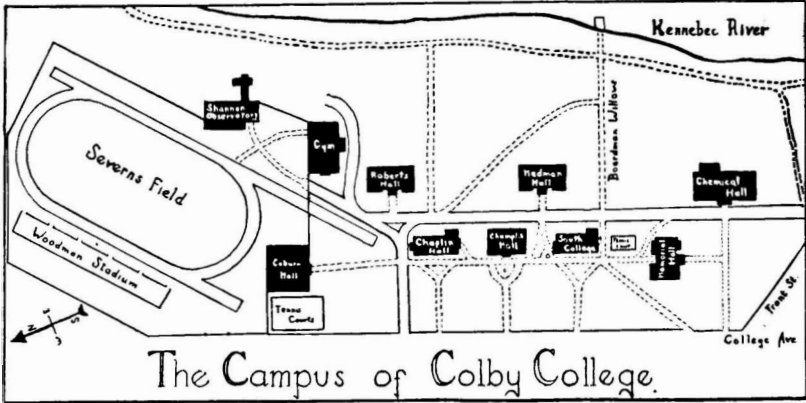 Kennebec River
Shannon
Observatory
Gym
Severns Field
Boardman Willows
Roberts
Hall
Hedman
Hall
Chemical
Hall
Woodman Stadium
Chaplin
Hall
Champlin
Hall
South
College
Tennis
Court
Memorial
Hall
Coburn
Hall
Tennis
Courts
Front St.
N
S
College Ave
The Campus of Colby College.